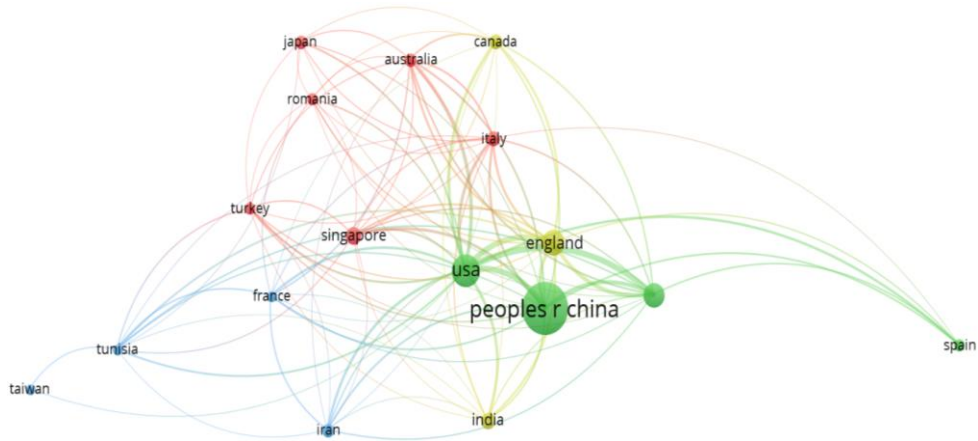 japan
canada
australia
romania
italy
turkey
singapore
england
usa
france
peoples r china
tunisia
spain
taiwan
india
iran